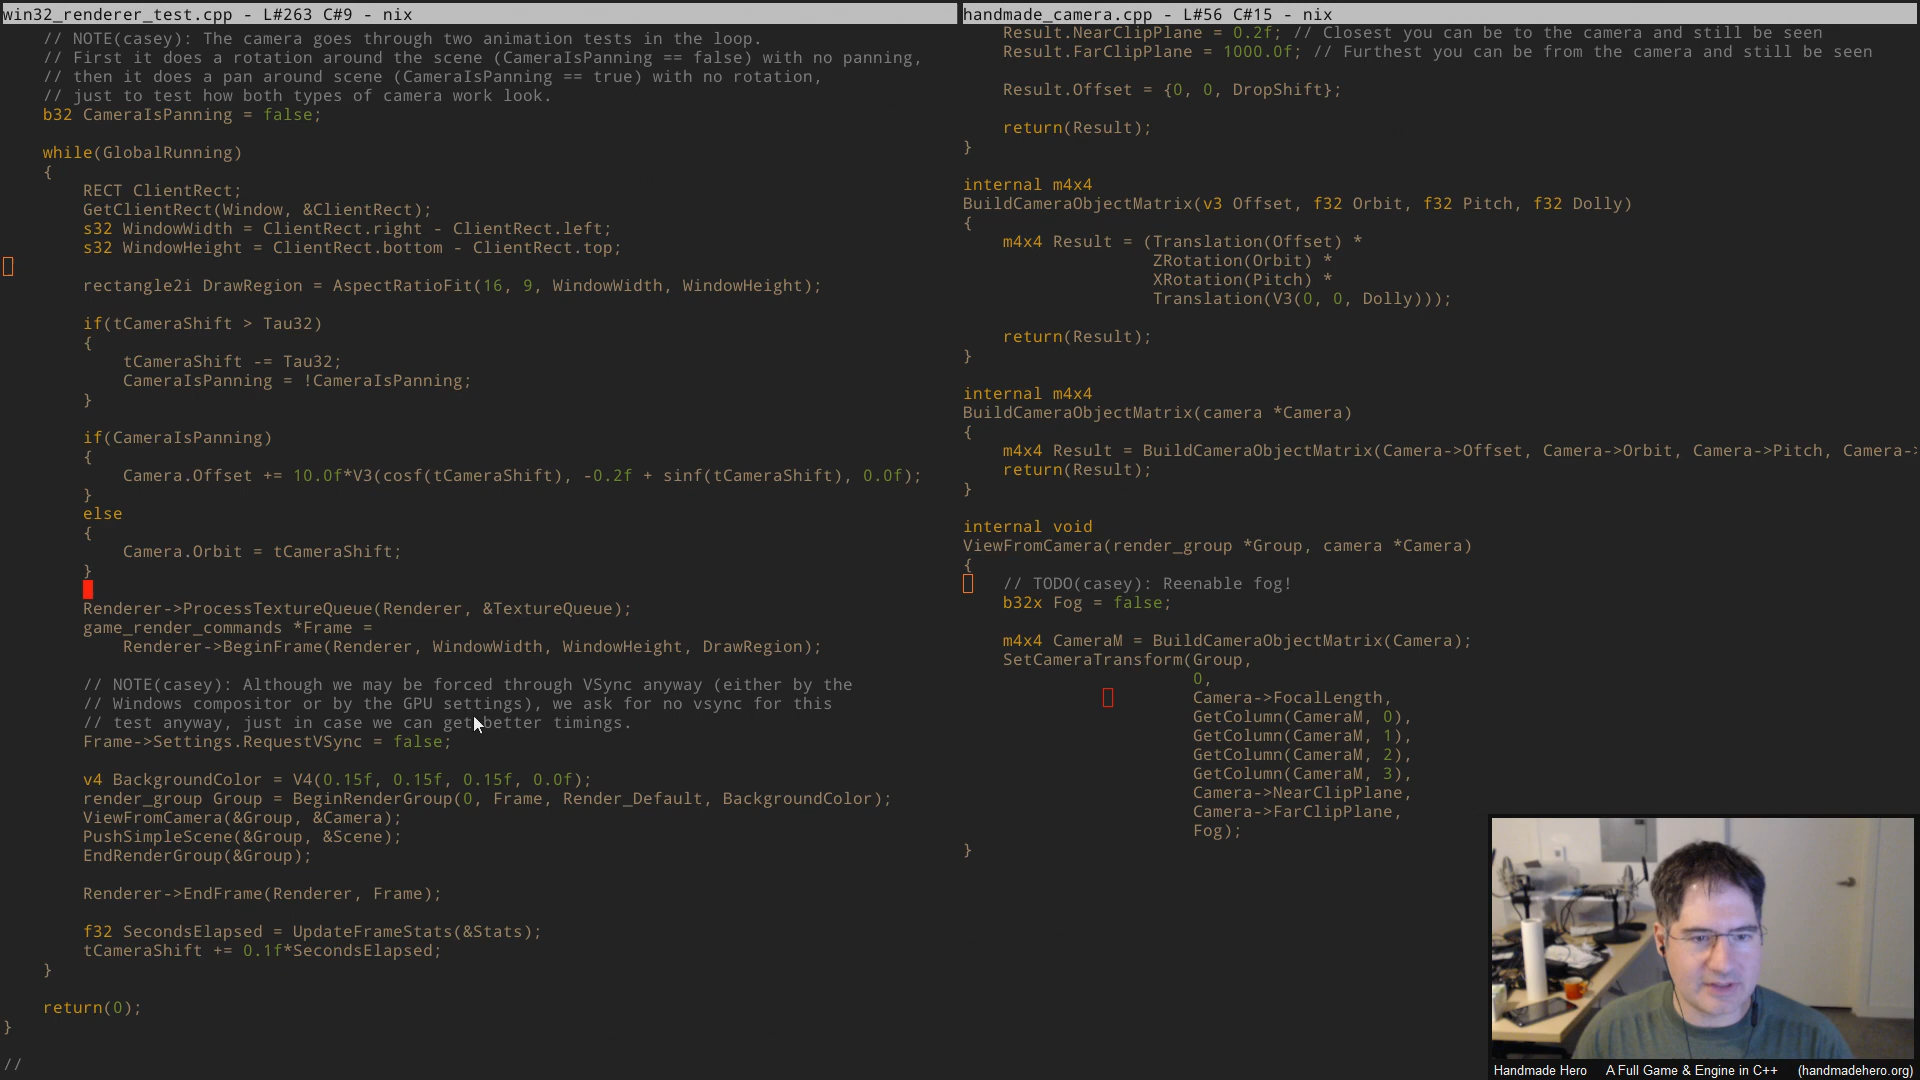 win32_renderer_test.cpp - L#263 C#9 - nix
    // NOTE(casey): The camera goes through two animation tests in the loop.
    // First it does a rotation around the scene (CameraIsPanning == false) with no panning,
    // then it does a pan around scene (CameraIsPanning == true) with no rotation,
    // just to test how both types of camera work look.
    b32 CameraIsPanning = false;
    while(GlobalRunning)
    {
        RECT ClientRect;
        GetClientRect(Window, &ClientRect);
        s32 WindowWidth = ClientRect.right - ClientRect.left;
        s32 WindowHeight = ClientRect.bottom - ClientRect.top;
        rectangle2i DrawRegion = AspectRatioFit(16, 9, WindowWidth, WindowHeight);
        if(tCameraShift > Tau32)
        {
            tCameraShift -= Tau32;
            CameraIsPanning = !CameraIsPanning;
        }
        if(CameraIsPanning)
        {
            Camera.Offset += 10.0f*V3(cosf(tCameraShift), -0.2f + sinf(tCameraShift), 0.0f);
        }
        else
        {
            Camera.Orbit = tCameraShift;
        }
        Renderer->ProcessTextureQueue(Renderer, &TextureQueue);
        game_render_commands *Frame =
            Renderer->BeginFrame(Renderer, WindowWidth, WindowHeight, DrawRegion);
        // NOTE(casey): Although we may be forced through VSync anyway (either by the
        // Windows compositor or by the GPU settings), we ask for no vsync for this
        // test anyway, just in case we can get better timings.
        Frame->Settings.RequestVSync = false;
        v4 BackgroundColor = V4(0.15f, 0.15f, 0.15f, 0.0f);
        render_group Group = BeginRenderGroup(0, Frame, Render_Default, BackgroundColor);
        ViewFromCamera(&Group, &Camera);
        PushSimpleScene(&Group, &Scene);
        EndRenderGroup(&Group);
        Renderer->EndFrame(Renderer, Frame);
        f32 SecondsElapsed = UpdateFrameStats(&Stats);
        tCameraShift += 0.1f*SecondsElapsed;
    }
    return(0);
}
//
handmade_camera.cpp - L#56 C#15 - nix
    Result.NearClipPlane = 0.2f; // Closest you can be to the camera and still be seen
    Result.FarClipPlane = 1000.0f; // Furthest you can be from the camera and still be seen
    Result.Offset = {0, 0, DropShift};
    return(Result);
}
internal m4x4
BuildCameraObjectMatrix(v3 Offset, f32 Orbit, f32 Pitch, f32 Dolly)
{
    m4x4 Result = (Translation(Offset) *
                   ZRotation(Orbit) *
                   XRotation(Pitch) *
                   Translation(V3(0, 0, Dolly)));
    return(Result);
}
internal m4x4
BuildCameraObjectMatrix(camera *Camera)
{
    m4x4 Result = BuildCameraObjectMatrix(Camera->Offset, Camera->Orbit, Camera->Pitch, Camera->
    return(Result);
}
internal void
ViewFromCamera(render_group *Group, camera *Camera)
{
    // TODO(casey): Reenable fog!
    b32x Fog = false;
    m4x4 CameraM = BuildCameraObjectMatrix(Camera);
    SetCameraTransform(Group,
                       0,
                       Camera->FocalLength,
                       GetColumn(CameraM, 0),
                       GetColumn(CameraM, 1),
                       GetColumn(CameraM, 2),
                       GetColumn(CameraM, 3),
                       Camera->NearClipPlane,
                       Camera->FarClipPlane,
                       Fog);
}
Handmade Hero A Full Game & Engine in C++ (handmadehero.org)